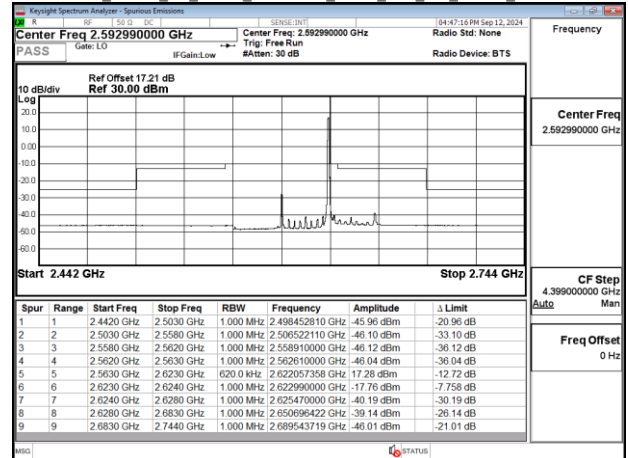 Keysight Spectrum Analyzer - Spurious Emissions
R RF 50 Ω DC SENSE:INT 04:47:16 PM Sep 12, 2024
Center Freq 2.592990000 GHz Center Freq: 2.592990000 GHz Radio Std: None Frequency
PASS Gate: LO IFGain:Low Trig: Free Run
#Atten: 30 dB Radio Device: BTS
Ref Offset 17.21 dB
10 dB/div Ref 30.00 dBm
Log
20.0
10.0
0.00
-10.0
-20.0
-30.0
-40.0
-50.0
-60.0
Center Freq
2.592990000 GHz
Start 2.442 GHz Stop 2.744 GHz
CF Step
4.399000000 GHz
Auto Man
Freq Offset
0 Hz
Spur Range Start Freq Stop Freq RBW Frequency Amplitude Δ Limit
1 1 2.4420 GHz 2.5030 GHz 1.000 MHz 2.498452810 GHz -45.96 dBm -20.96 dB
2 2 2.5030 GHz 2.5580 GHz 1.000 MHz 2.506522110 GHz -46.10 dBm -33.10 dB
3 3 2.5580 GHz 2.5620 GHz 1.000 MHz 2.558910000 GHz -46.12 dBm -36.12 dB
4 4 2.5620 GHz 2.5630 GHz 1.000 MHz 2.562610000 GHz -46.04 dBm -36.04 dB
5 5 2.5630 GHz 2.6230 GHz 620.0 kHz 2.622057358 GHz 17.28 dBm -12.72 dB
6 6 2.6230 GHz 2.6240 GHz 1.000 MHz 2.622990000 GHz -17.76 dBm -7.758 dB
7 7 2.6240 GHz 2.6280 GHz 1.000 MHz 2.625470000 GHz -40.19 dBm -30.19 dB
8 8 2.6280 GHz 2.6830 GHz 1.000 MHz 2.650696422 GHz -39.14 dBm -26.14 dB
9 9 2.6830 GHz 2.7440 GHz 1.000 MHz 2.689543719 GHz -46.01 dBm -21.01 dB
MSG STATUS